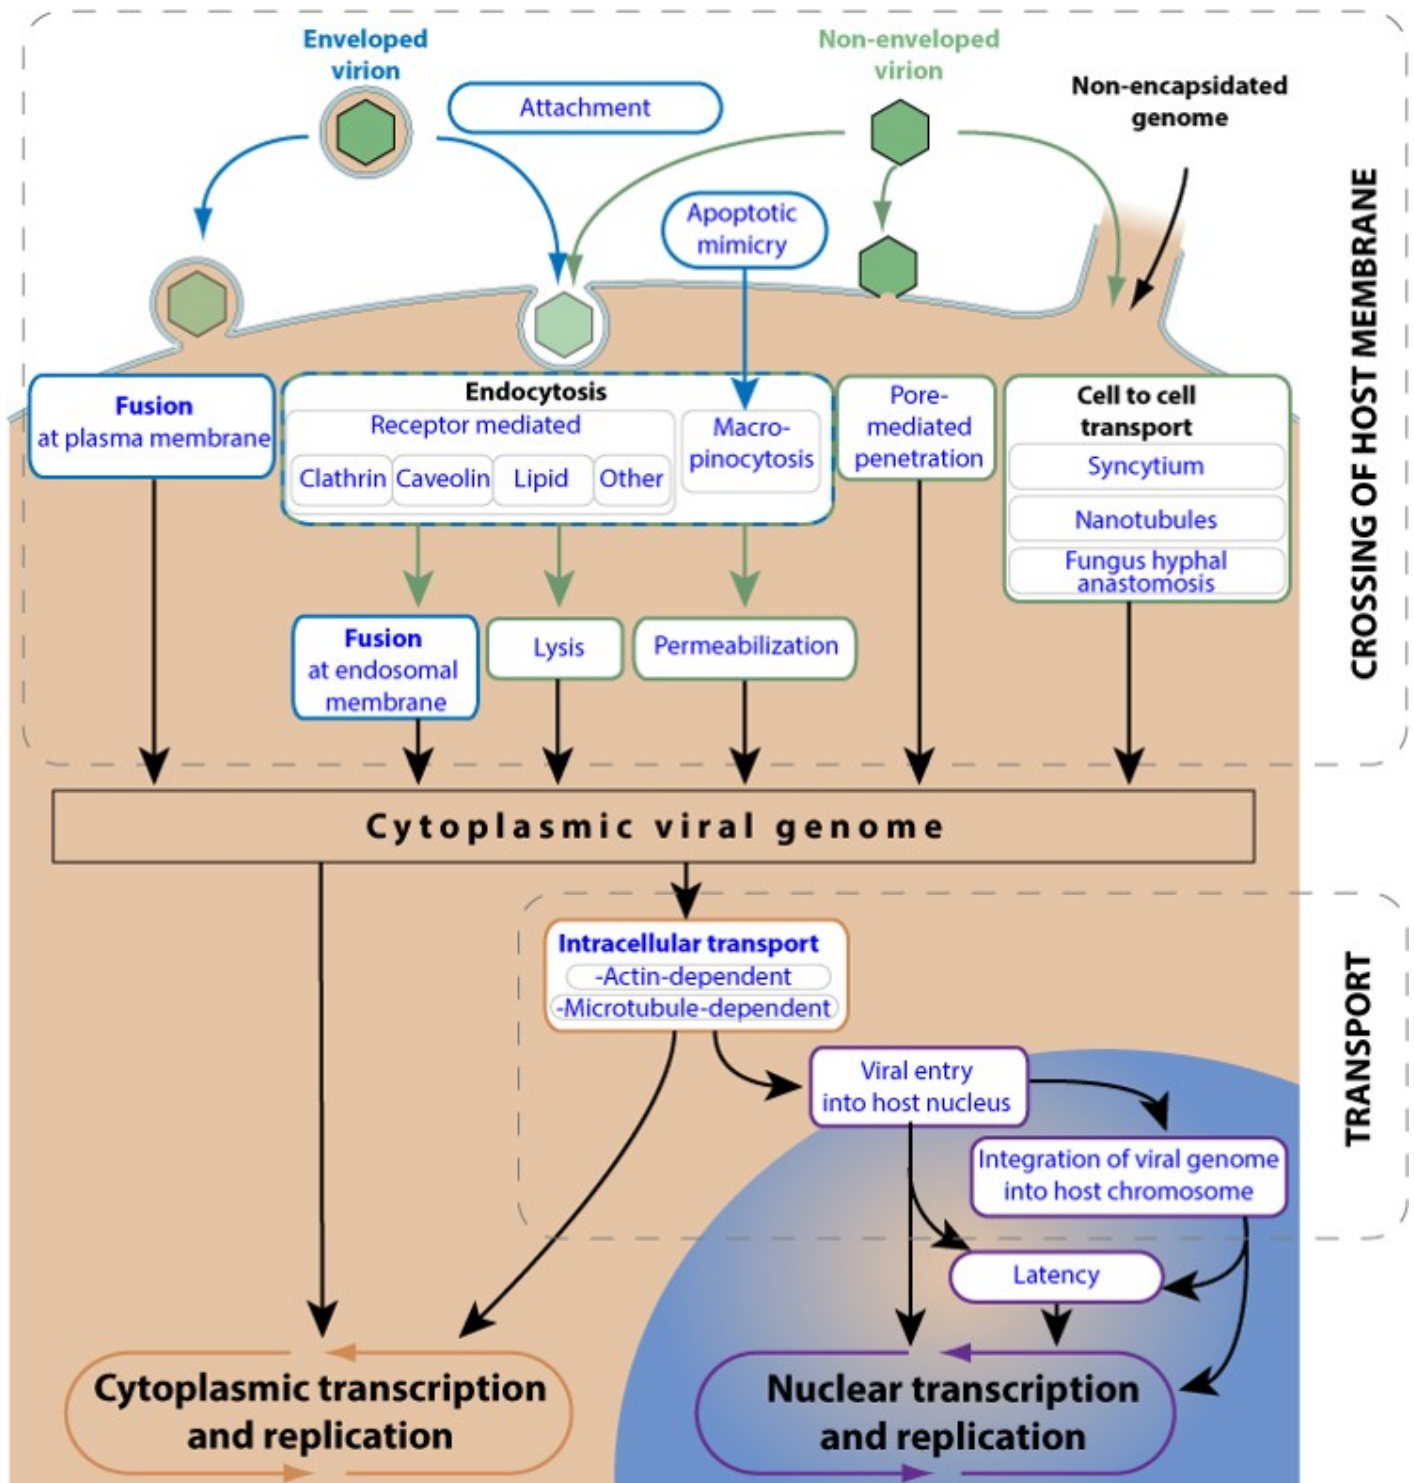 Enveloped
virion
Non-enveloped
virion
Non-encapsidated
genome
Attachment
Apoptotic
mimicry
CROSSING OF HOST MEMBRANE
Fusion
at plasma membrane
Endocytosis
Receptor mediated
Clathrin
Caveolin
Lipid
Other
Macro-
pinocytosis
Pore-
mediated
penetration
Cell to cell
transport
Syncytium
Nanotubules
Fungus hyphal
anastomosis
Fusion
at endosomal
membrane
Lysis
Permeabilization
Cytoplasmic viral genome
TRANSPORT
Intracellular transport
-Actin-dependent
-Microtubule-dependent
Viral entry
into host nucleus
Integration of viral genome
into host chromosome
Latency
Cytoplasmic transcription
and replication
Nuclear transcription
and replication